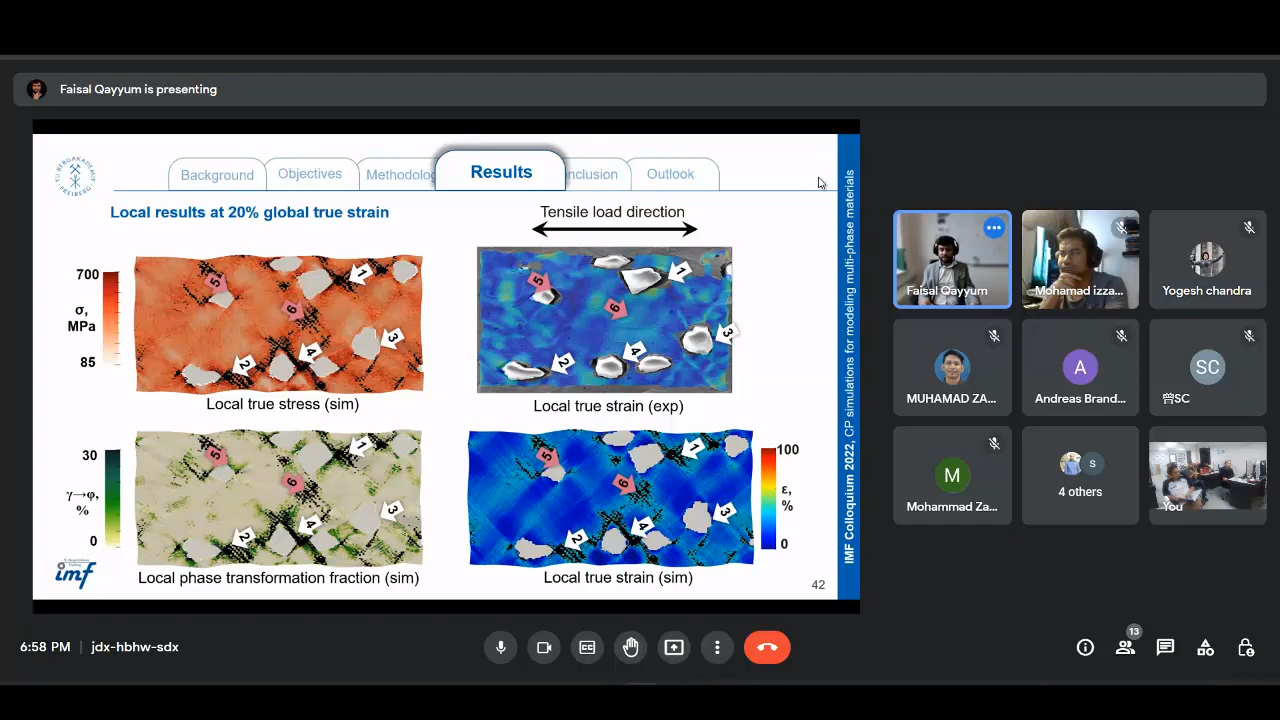 Faisal Qayyum is presenting
TU BERGAKADEMIE FREIBERG
Background
Objectives
Methodolog
Results
nclusion
Outlook
Local results at 20% global true strain
Tensile load direction
700
σ,
MPa
85
5
1
6
3
4
2
Local true stress (sim)
5
1
6
3
4
2
Local true strain (exp)
30
γ→φ,
%
0
5
1
6
3
4
2
Local phase transformation fraction (sim)
5
1
6
3
4
2
Local true strain (sim)
100
ε,
%
0
imf
42
IMF Colloquium 2022, CP simulations for modeling multi-phase materials
Faisal Qayyum
Mohamad izza...
Yogesh chandra
MUHAMAD ZA...
A
Andreas Brand...
SC
M
Mohammad Za...
S
4 others
You
6:58 PM | jdx-hbhw-sdx
CC
13